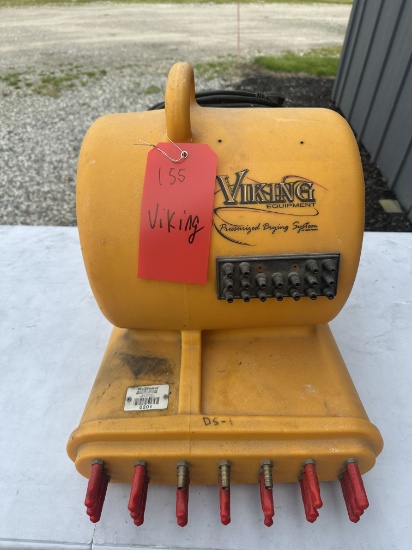 155
Viking
VIKING
EQUIPMENT
Pressurized Drying System
DS-1